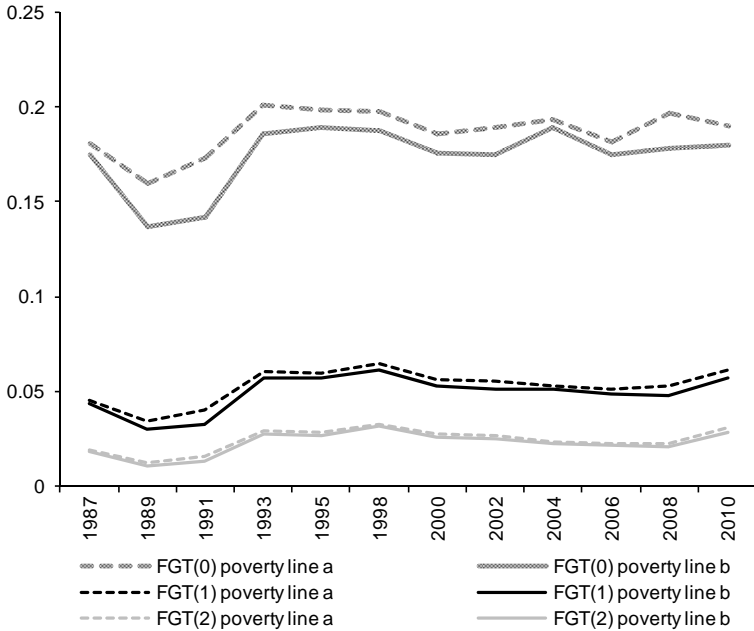 0.25
0.2
0.15
0.1
0.05
0
1987 1989 1991 1993 1995 1998 2000 2002 2004 2006 2008 2010
FGT(0) poverty line a FGT(0) poverty line b
FGT(1) poverty line a FGT(1) poverty line b
FGT(2) poverty line a FGT(2) poverty line b